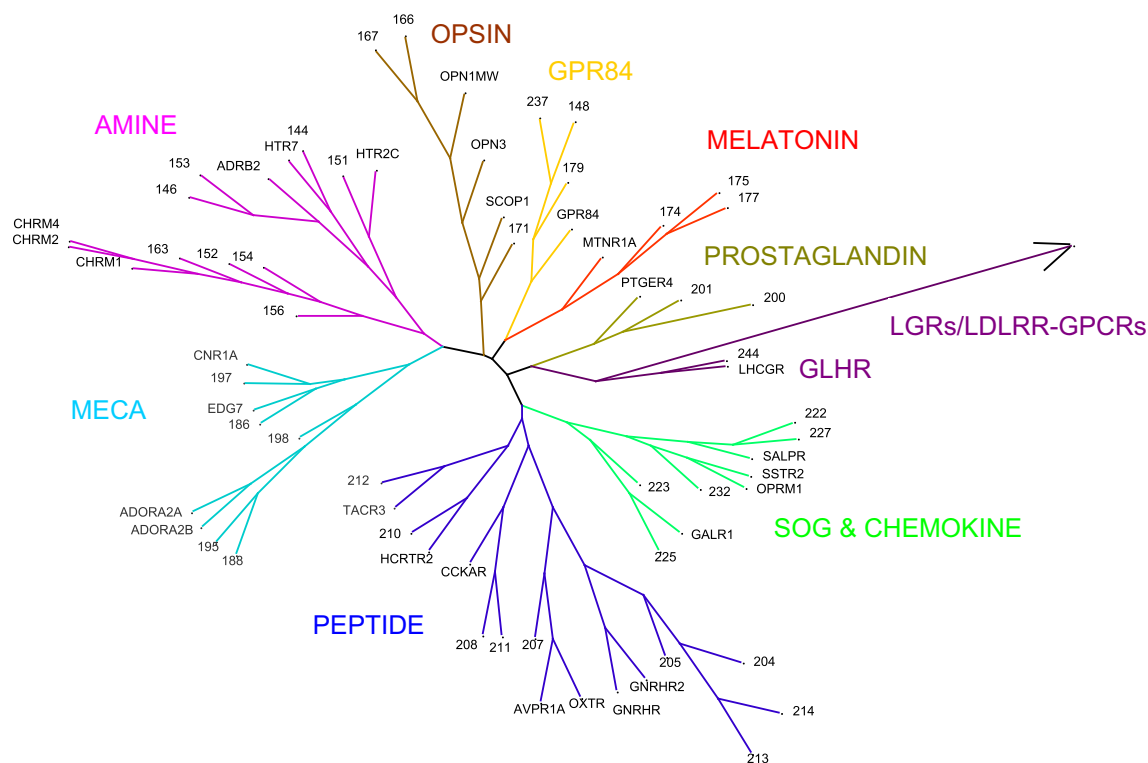 166
167
OPSIN
OPN1MW
GPR84
237
148
AMINE
144
HTR7
151
HTR2C
153
ADRB2
146
OPN3
179
MELATONIN
175
177
SCOP1
171
GPR84
174
MTNR1A
CHRM4
CHRM2
CHRM1
163
152
154
156
PROSTAGLANDIN
PTGER4
201
200
LGRs/LDLRR-GPCRs
244
LHCGR
GLHR
CNR1A
197
MECA
EDG7
186
198
ADORA2A
ADORA2B
195
188
222
227
SALPR
SSTR2
OPRM1
223
232
SOG & CHEMOKINE
GALR1
225
212
TACR3
210
HCRTR2
CCKAR
PEPTIDE
208
211
207
205
204
GNRHR2
AVPR1A
OXTR
GNRHR
214
213